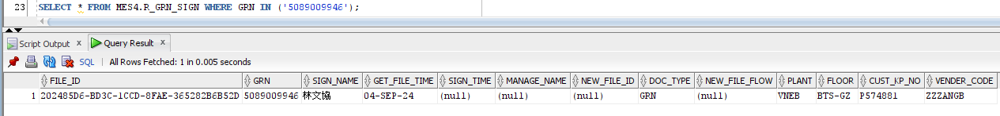 23 SELECT * FROM MES4.R_GRN_SIGN WHERE GRN IN ('5089009946');
Script Output x Query Result x
SQL | All Rows Fetched: 1 in 0.005 seconds
FILE_ID GRN SIGN_NAME GET_FILE_TIME SIGN_TIME MANAGE_NAME NEW_FILE_ID DOC_TYPE NEW_FILE_FLOW PLANT FLOOR CUST_KP_NO VENDER_CODE
1 202485D6-BD3C-1CCD-8FAE-365282B6B52D 5089009946 林文協 04-SEP-24 (null) (null) (null) GRN (null) VNEB BTS-GZ P574881 ZZZANGB